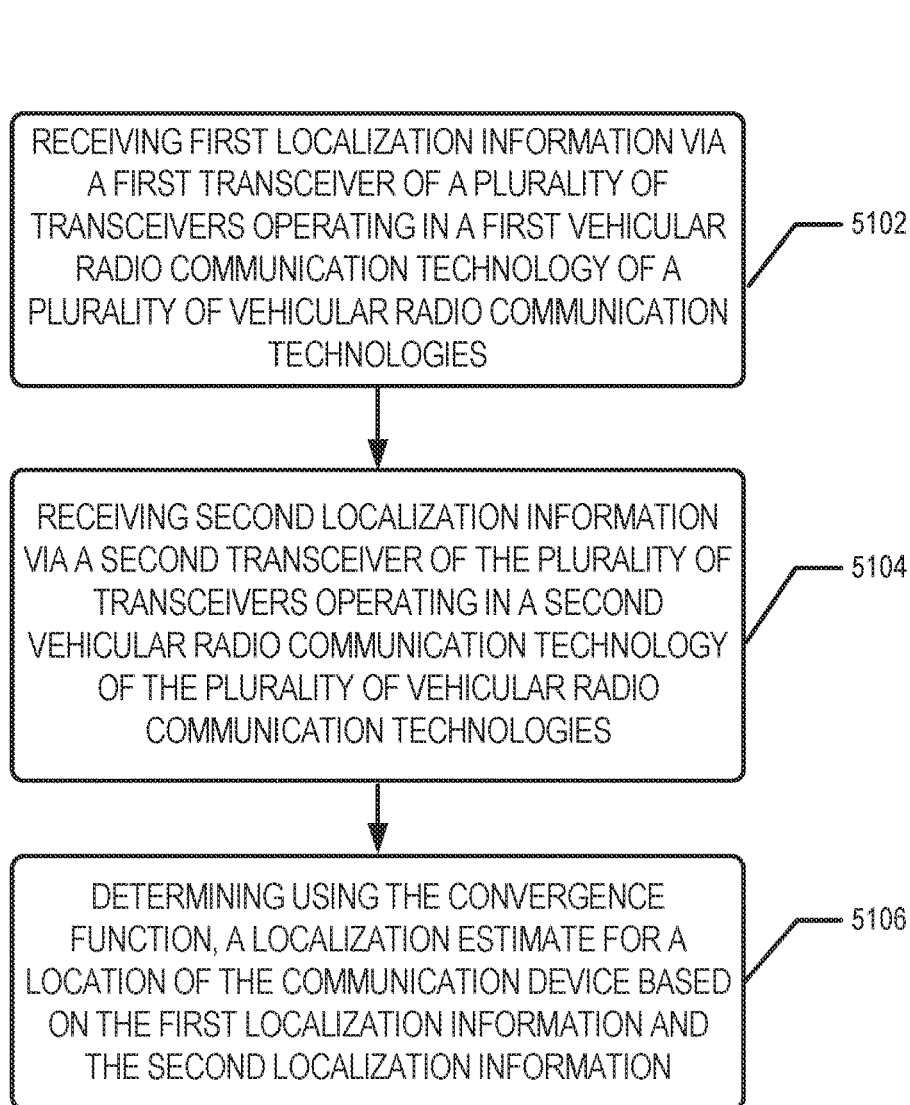 RECEIVING FIRST LOCALIZATION INFORMATION VIA
A FIRST TRANSCEIVER OF A PLURALITY OF
TRANSCEIVERS OPERATING IN A FIRST VEHICULAR
RADIO COMMUNICATION TECHNOLOGY OF A
PLURALITY OF VEHICULAR RADIO COMMUNICATION
TECHNOLOGIES
5102
RECEIVING SECOND LOCALIZATION INFORMATION
VIA A SECOND TRANSCEIVER OF THE PLURALITY OF
TRANSCEIVERS OPERATING IN A SECOND
VEHICULAR RADIO COMMUNICATION TECHNOLOGY
OF THE PLURALITY OF VEHICULAR RADIO
COMMUNICATION TECHNOLOGIES
5104
DETERMINING USING THE CONVERGENCE
FUNCTION, A LOCALIZATION ESTIMATE FOR A
LOCATION OF THE COMMUNICATION DEVICE BASED
ON THE FIRST LOCALIZATION INFORMATION AND
THE SECOND LOCALIZATION INFORMATION
5106